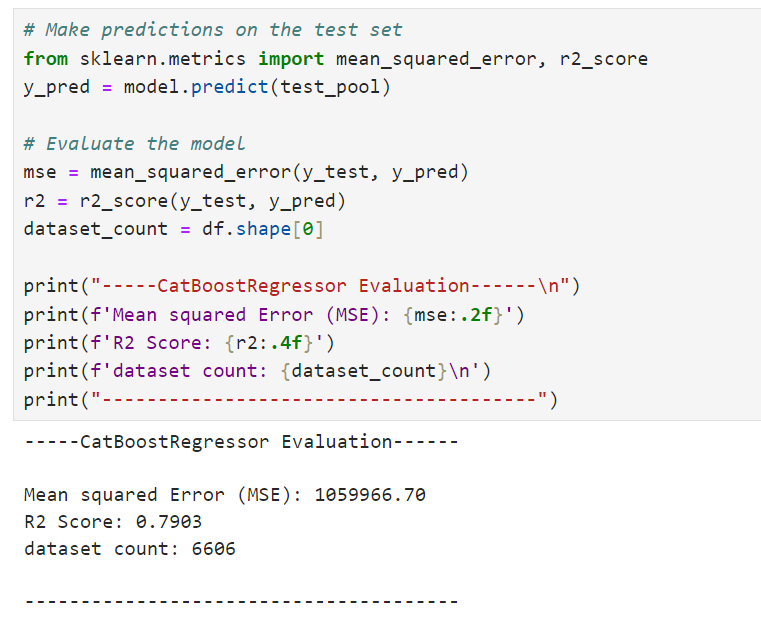 # Make predictions on the test set
from sklearn.metrics import mean_squared_error, r2_score
y_pred = model.predict(test_pool)
# Evaluate the model
mse = mean_squared_error(y_test, y_pred)
r2 = r2_score(y_test, y_pred)
dataset_count = df.shape[0]
print("-----CatBoostRegressor Evaluation------\n")
print(f'Mean squared Error (MSE): {mse:.2f}')
print(f'R2 Score: {r2:.4f}')
print(f'dataset count: {dataset_count}\n')
print("---------------------------------------")
-----CatBoostRegressor Evaluation------
Mean squared Error (MSE): 1059966.70
R2 Score: 0.7903
dataset count: 6606
---------------------------------------